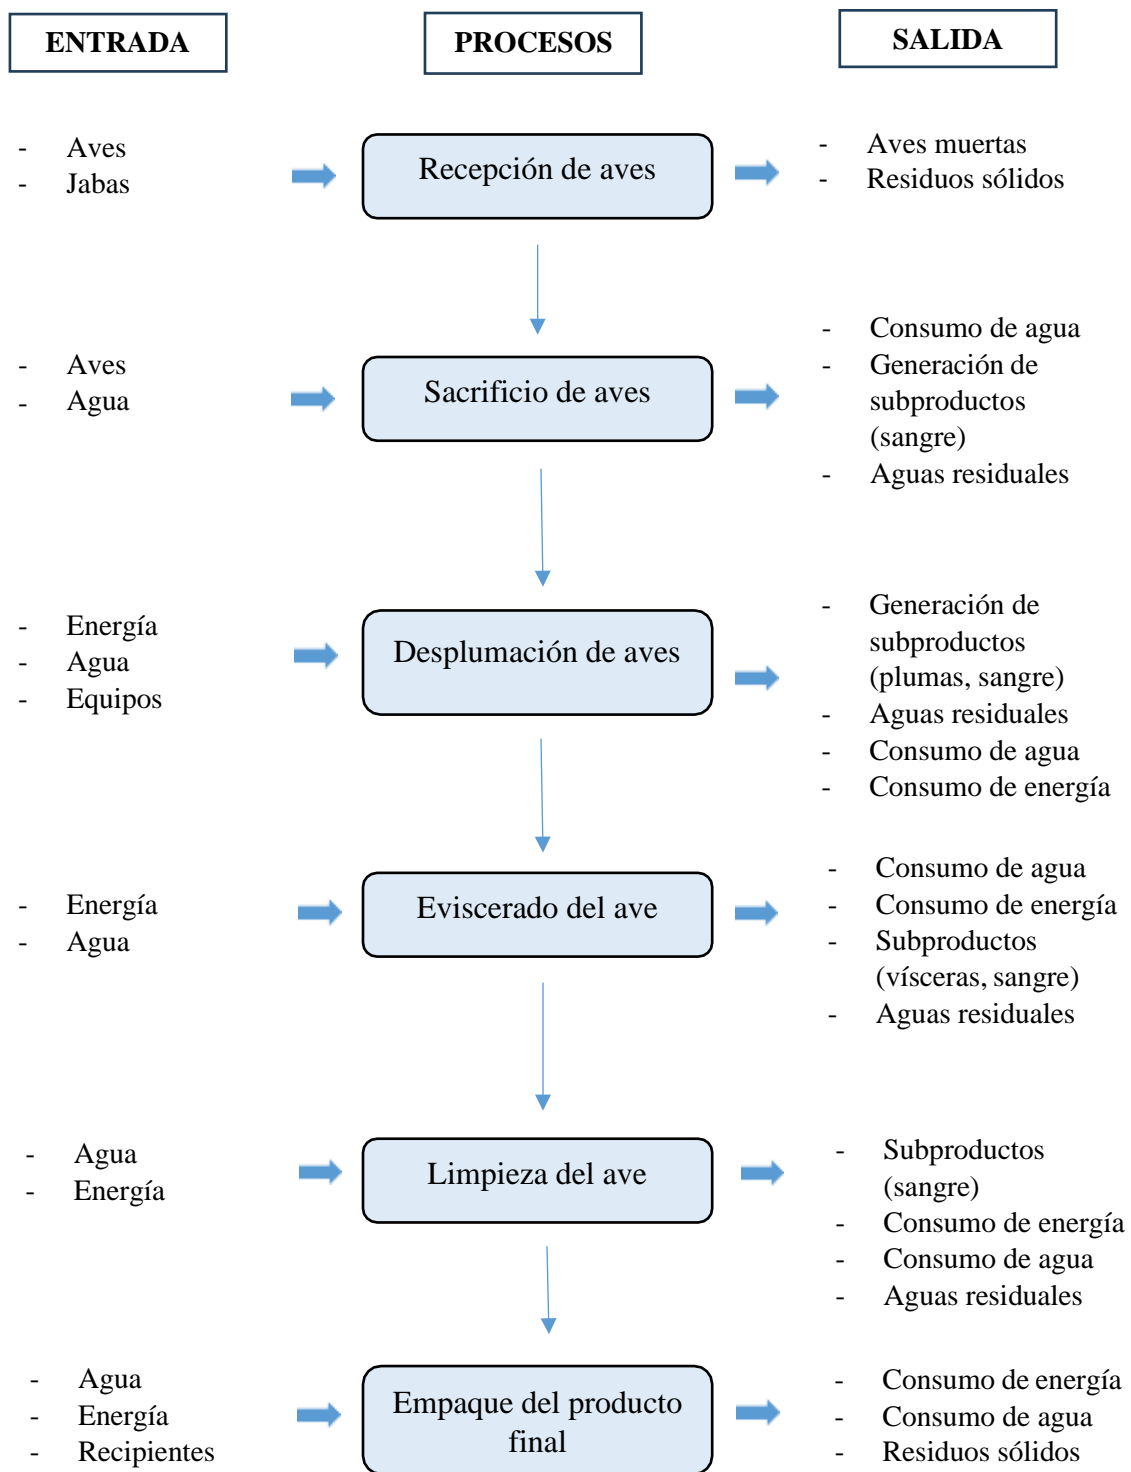 ENTRADA
PROCESOS
SALIDA
- Aves
- Jabas
Recepción de aves
- Aves muertas
- Residuos sólidos
- Aves
- Agua
Sacrificio de aves
- Consumo de agua
- Generación de
subproductos
(sangre)
- Aguas residuales
- Energía
- Agua
- Equipos
Desplumación de aves
- Generación de
subproductos
(plumas, sangre)
- Aguas residuales
- Consumo de agua
- Consumo de energía
- Energía
- Agua
Eviscerado del ave
- Consumo de agua
- Consumo de energía
- Subproductos
(vísceras, sangre)
- Aguas residuales
- Agua
- Energía
Limpieza del ave
- Subproductos
(sangre)
- Consumo de energía
- Consumo de agua
- Aguas residuales
- Agua
- Energía
- Recipientes
Empaque del producto
final
- Consumo de energía
- Consumo de agua
- Residuos sólidos